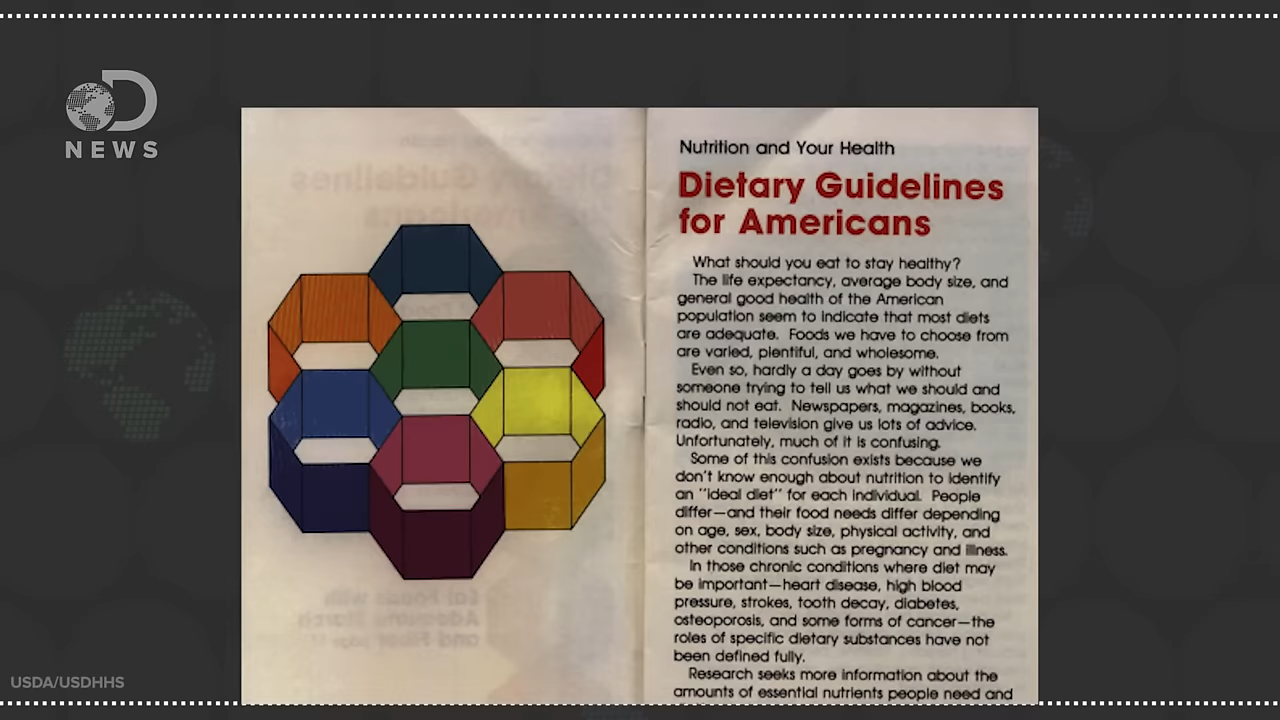 NEWS
Nutrition and Your Health
Dietary Guidelines
for Americans
What should you eat to stay healthy?
The life expectancy, average body size, and
general good health of the American
population seem to indicate that most diets
are adequate. Foods we have to choose from
are varied, plentiful, and wholesome.
Even so, hardly a day goes by without
someone trying to tell us what we should and
should not eat. Newspapers, magazines, books,
radio, and television give us lots of advice.
Unfortunately, much of it is confusing.
Some of this confusion exists because we
don't know enough about nutrition to identify
an "ideal diet" for each individual. People
differ—and their food needs differ depending
on age, sex, body size, physical activity, and
other conditions such as pregnancy and illness.
In those chronic conditions where diet may
be important—heart disease, high blood
pressure, strokes, tooth decay, diabetes,
osteoporosis, and some forms of cancer—the
roles of specific dietary substances have not
been defined fully.
Research seeks more information about the
amounts of essential nutrients people need and
USDA/USDHHS